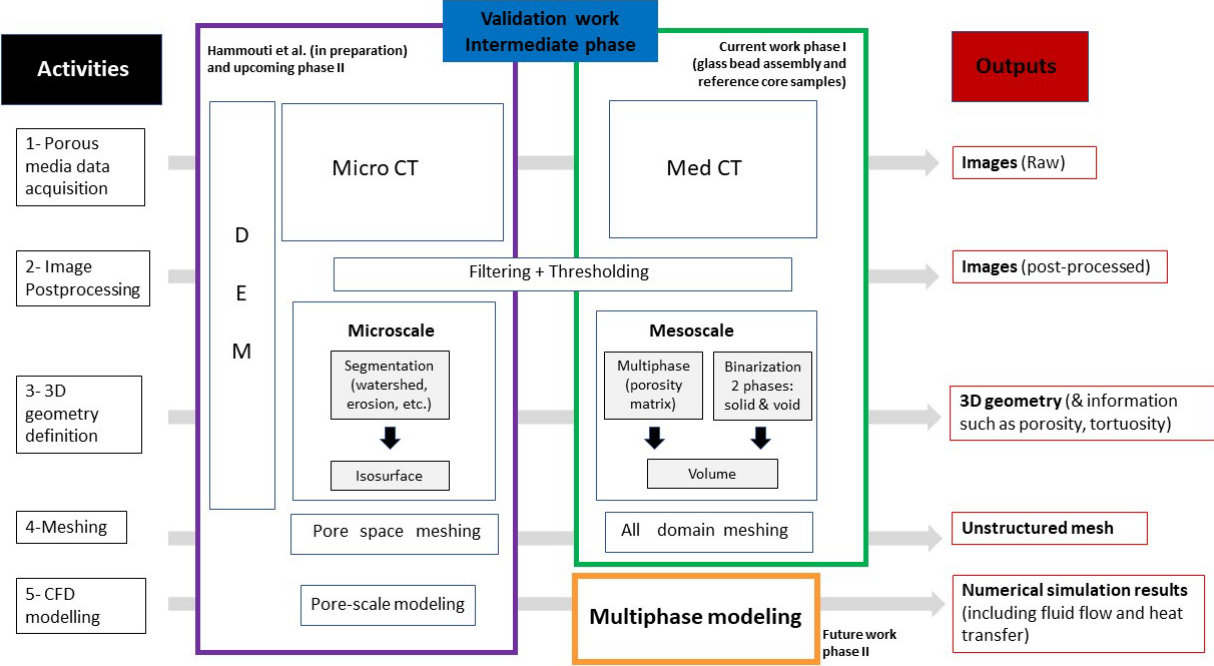 Validation work
Intermediate phase
Activities
Hammouti et al. (in preparation)
and upcoming phase II
Current work phase I
(glass bead assembly and
reference core samples)
Outputs
1- Porous
media data
acquisition
D
E
M
Micro CT
Med CT
Images (Raw)
2- Image
Postprocessing
Filtering + Thresholding
Images (post-processed)
3- 3D
geometry
definition
Microscale
Segmentation
(watershed,
erosion, etc.)
Isosurface
Mesoscale
Multiphase
(porosity
matrix)
Binarization
2 phases:
solid & void
Volume
3D geometry (& information
such as porosity, tortuosity)
4-Meshing
Pore space meshing
All domain meshing
Unstructured mesh
5- CFD
modelling
Pore-scale modeling
Multiphase modeling
Future work
phase II
Numerical simulation results
(including fluid flow and heat
transfer)